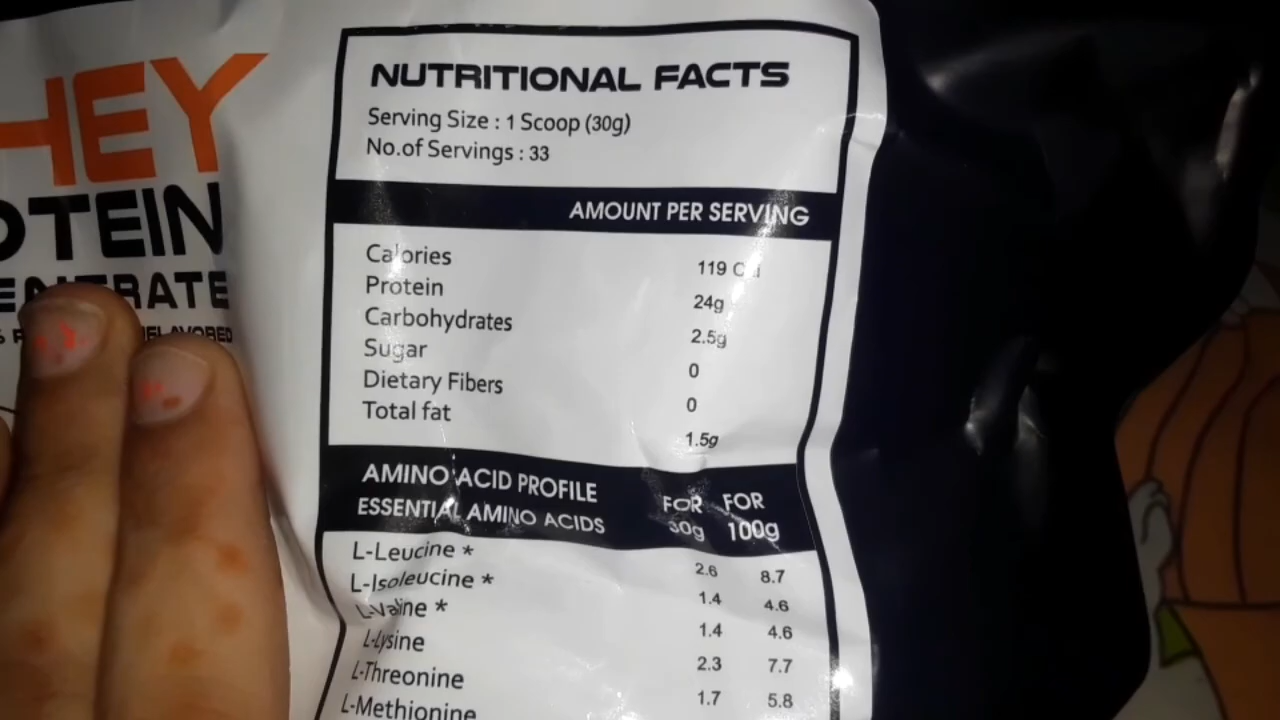 HEY
OTEIN
ENTRATE
NUTRITIONAL FACTS
Serving Size : 1 Scoop (30g)
No.of Servings : 33
AMOUNT PER SERVING
Calories 119
Protein 24g
Carbohydrates 2.5g
Sugar 0
Dietary Fibers 0
Total fat 1.5g
AMINO ACID PROFILE FOR FOR
ESSENTIAL AMINO ACIDS 30g 100g
L-Leucine * 2.6 8.7
L-Isoleucine * 1.4 4.6
L-Valine * 1.4 4.6
L-Lysine 2.3 7.7
L-Threonine 1.7 5.8
L-Methionine